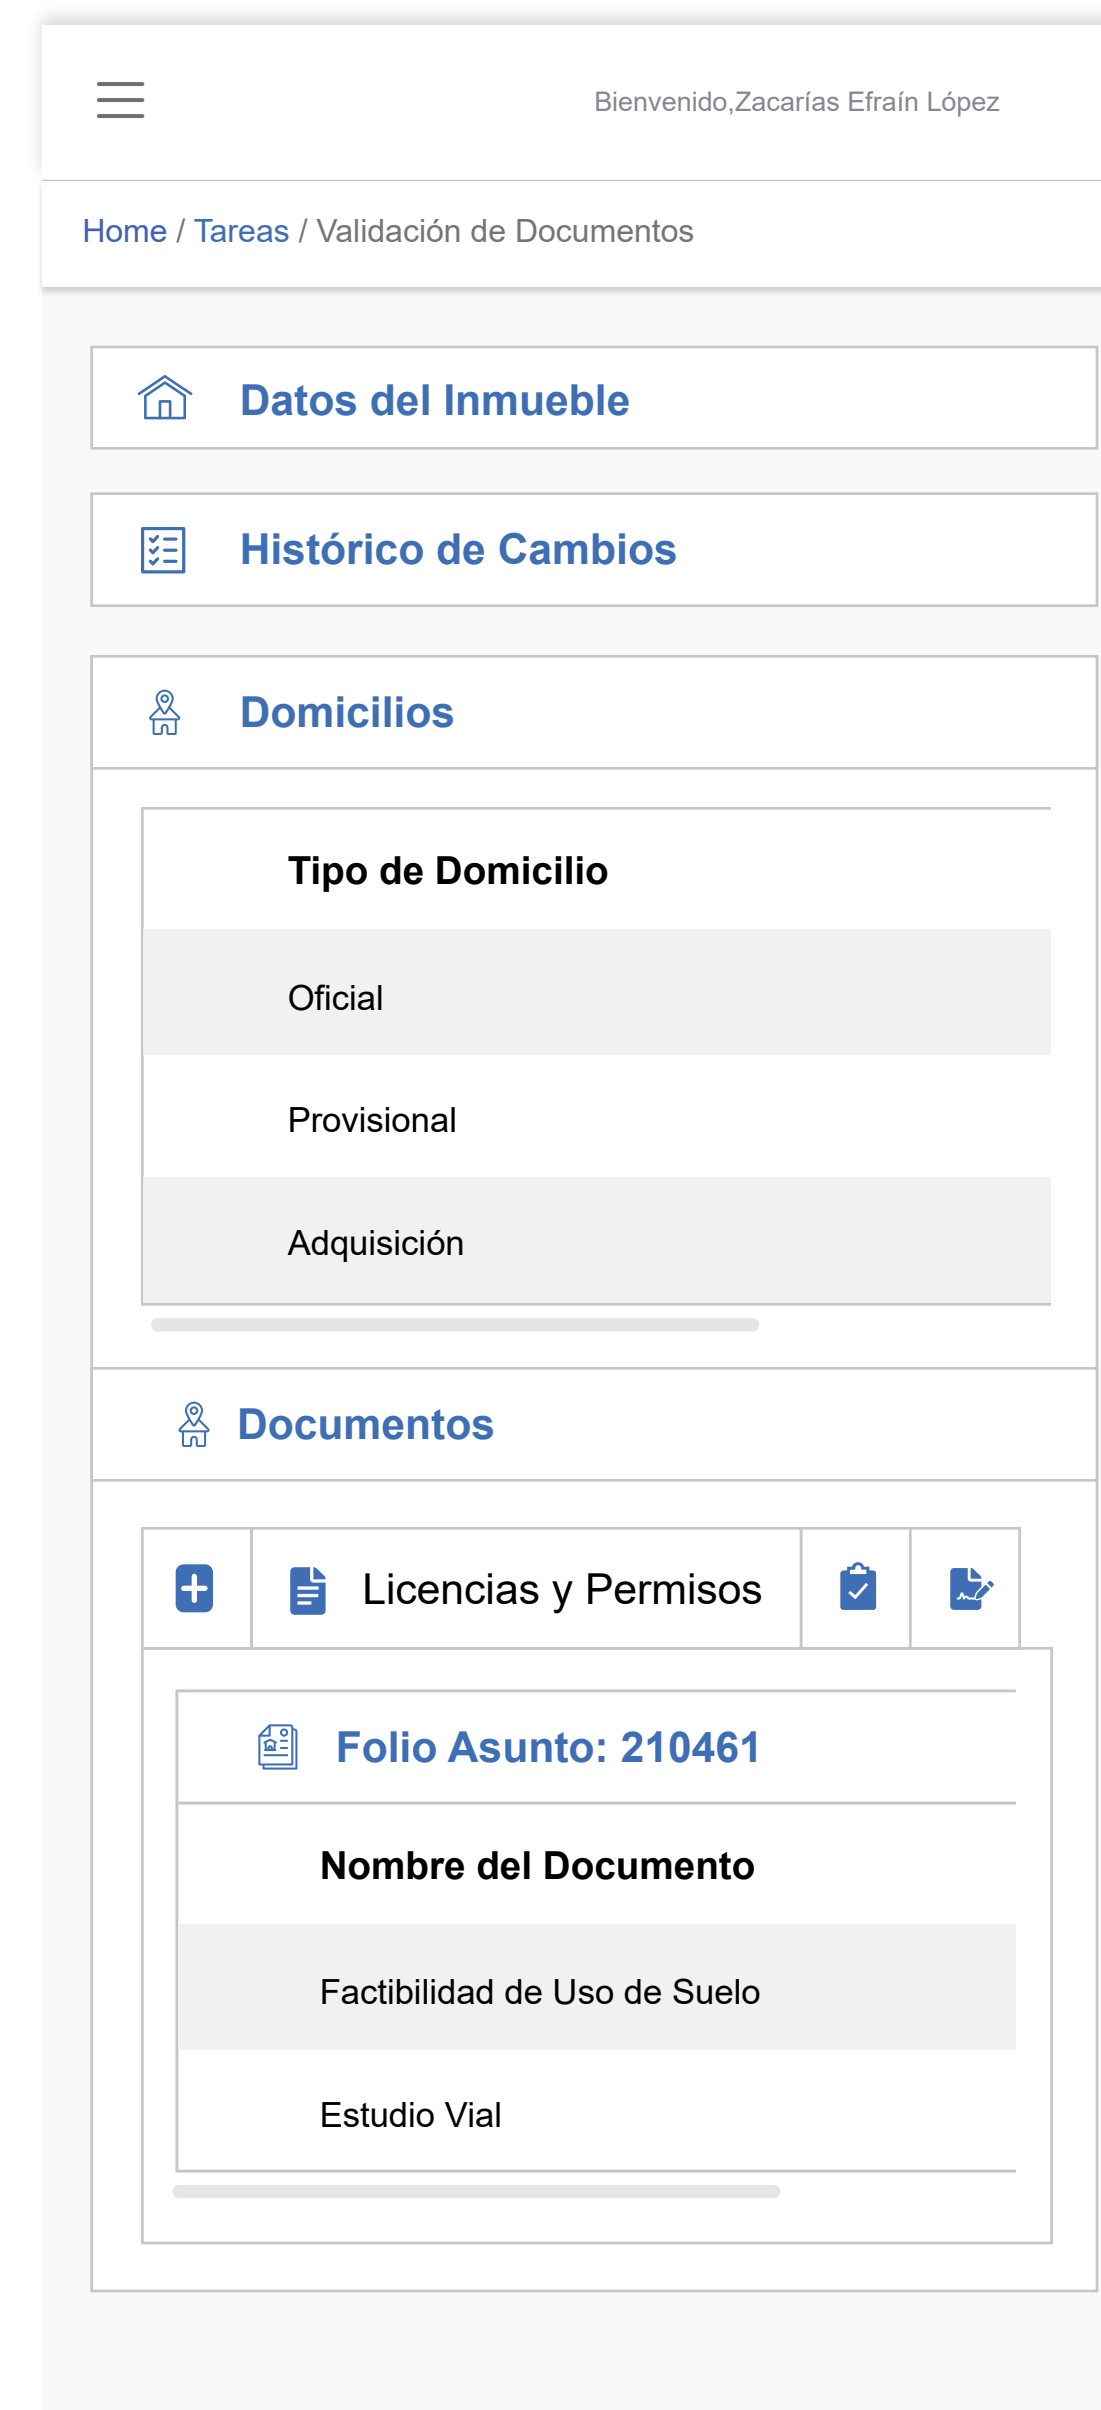 Bienvenido,Zacarías Efraín López
Home / Tareas / Validación de Documentos
Datos del Inmueble
Histórico de Cambios
Domicilios
Tipo de Domicilio
Oficial
Provisional
Adquisición
Documentos
Licencias y Permisos
Folio Asunto: 210461
Nombre del Documento
Factibilidad de Uso de Suelo
Estudio Vial